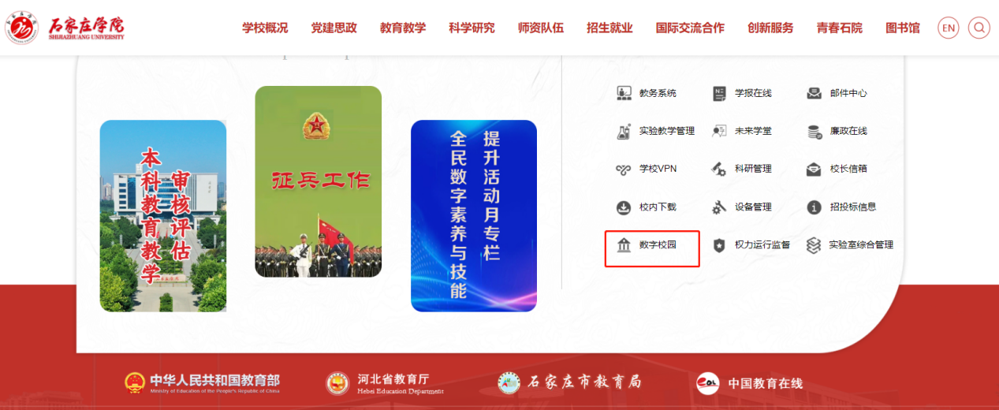 石家庄学院
SHIJIAZHUANG UNIVERSITY
学校概况 党建思政 教育教学 科学研究 师资队伍 招生就业 国际交流合作 创新服务 青春石院 图书馆 EN
本科教育教学
审核评估
征兵工作
提升活动月专栏
全民数字素养与技能
教务系统 学报在线 邮件中心
实验教学管理 未来学堂 廉政在线
学校VPN 科研管理 校长信箱
校内下载 设备管理 招投标信息
数字校园 权力运行监督 实验室综合管理
中华人民共和国教育部
Ministry of Education of the People's Republic of China
河北省教育厅
Hebei Education Department
石家庄市教育局
中国教育在线